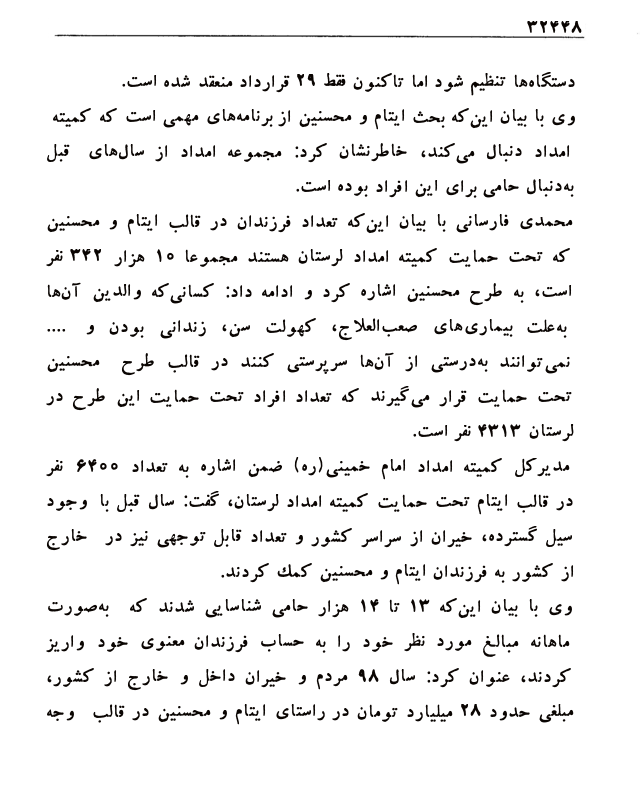 ۳۲۴۴۸
دستگاه‌ها تنظیم شود اما تاکنون فقط ۲۹ قرارداد منعقد شده است.
وی با بیان این‌که بحث ایتام و محسنین از برنامه‌های مهمی است که کمیته
امداد دنبال می‌کند، خاطرنشان کرد: مجموعه امداد از سال‌های قبل
به‌دنبال حامی برای این افراد بوده است.
محمدی فارسانی با بیان این‌که تعداد فرزندان در قالب ایتام و محسنین
که تحت حمایت کمیته امداد لرستان هستند مجموعا ۱۰ هزار ۳۴۲ نفر
است، به طرح محسنین اشاره کرد و ادامه داد: کسانی‌که والدین آن‌ها
به‌علت بیماری‌های صعب‌العلاج، کهولت سن، زندانی بودن و ....
نمی‌توانند به‌درستی از آن‌ها سرپرستی کنند در قالب طرح محسنین
تحت حمایت قرار می‌گیرند که تعداد افراد تحت حمایت این طرح در
لرستان ۴۳۱۳ نفر است.
مدیرکل کمیته امداد امام خمینی(ره) ضمن اشاره به تعداد ۶۴۰۰ نفر
در قالب ایتام تحت حمایت کمیته امداد لرستان، گفت: سال قبل با وجود
سیل گسترده، خیران از سراسر کشور و تعداد قابل توجهی نیز در خارج
از کشور به فرزندان ایتام و محسنین کمك کردند.
وی با بیان این‌که ۱۳ تا ۱۴ هزار حامی شناسایی شدند که به‌صورت
ماهانه مبالغ مورد نظر خود را به حساب فرزندان معنوی خود واریز
کردند، عنوان کرد: سال ۹۸ مردم و خیران داخل و خارج از کشور،
مبلغی حدود ۲۸ میلیارد تومان در راستای ایتام و محسنین در قالب وجه